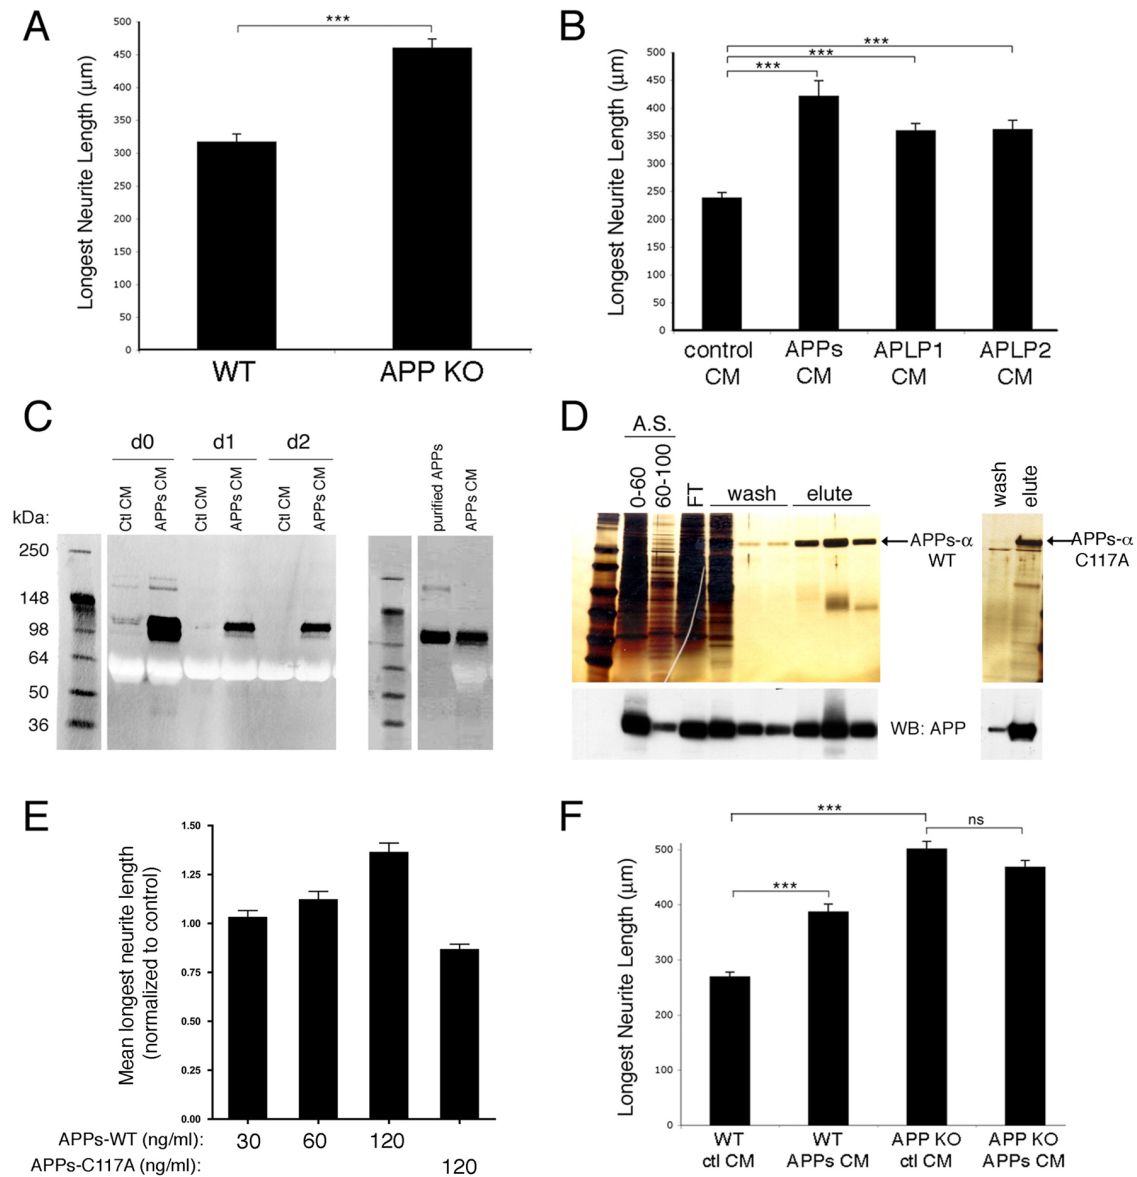 A
Longest Neurite Length (µm)
500
450
400
350
300
250
200
150
100
50
0
***
WT
APP KO
B
Longest Neurite Length (µm)
500
450
400
350
300
250
200
150
100
50
0
***
***
***
control CM
APPs CM
APLP1 CM
APLP2 CM
C
d0
d1
d2
Ctl CM
APPs CM
Ctl CM
APPs CM
Ctl CM
APPs CM
purified APPs
APPs CM
kDa:
250
148
98
64
50
36
D
A.S.
0-60
60-100
FT
wash
elute
wash
elute
APPs-α
WT
APPs-α
C117A
WB: APP
E
Mean longest neurite length
(normalized to control)
1.50
1.25
1.00
0.75
0.50
0.25
0.00
APPs-WT (ng/ml): 30 60 120
APPs-C117A (ng/ml): 120
F
Longest Neurite Length (µm)
500
400
300
200
100
0
***
***
ns
WT
ctl CM
WT
APPs CM
APP KO
ctl CM
APP KO
APPs CM